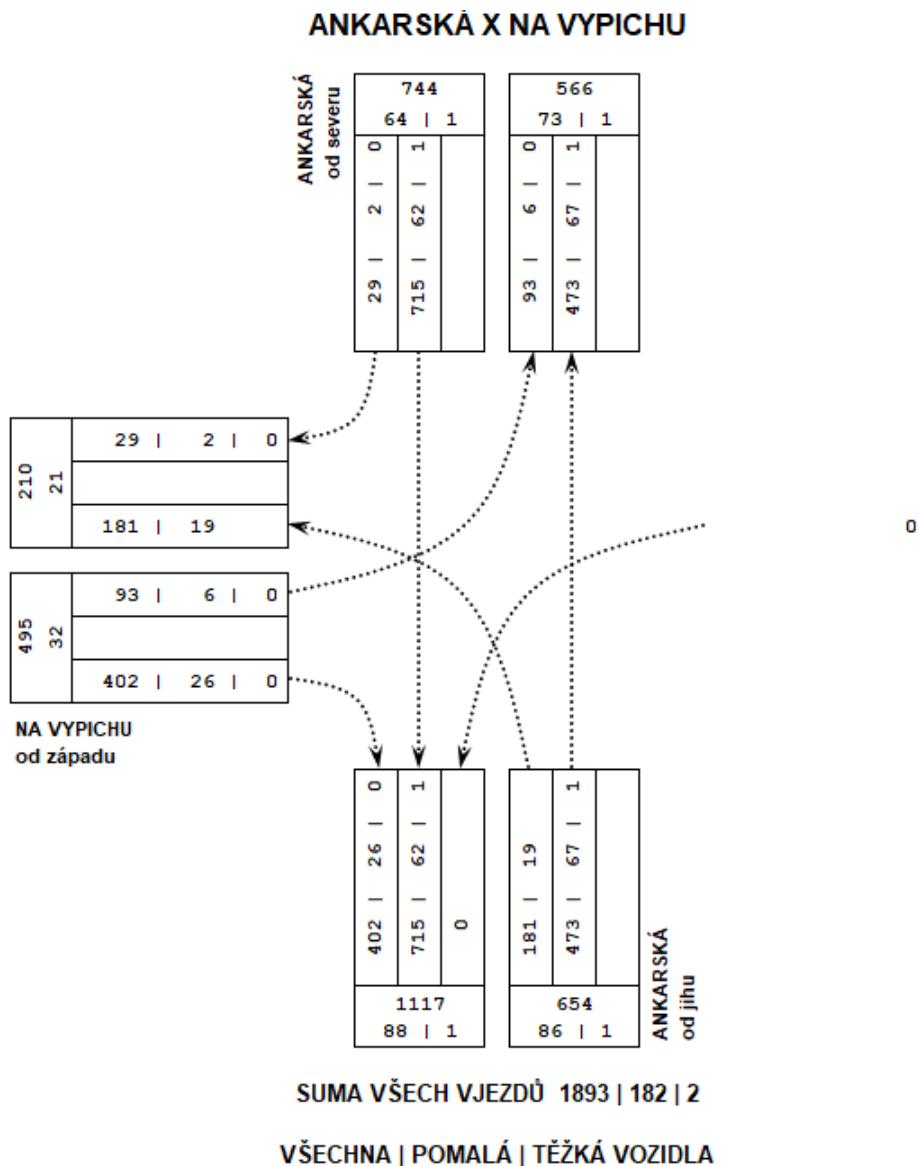 ANKARSKÁ X NA VYPICHU
ANKARSKÁ
od severu
744
64 | 1
29 | 2 | 0
715 | 62 | 1
566
73 | 1
93 | 6 | 0
473 | 67 | 1
210
21
29 | 2 | 0
181 | 19
0
495
32
93 | 6 | 0
402 | 26 | 0
NA VYPICHU
od západu
402 | 26 | 0
715 | 62 | 1
0
1117
88 | 1
181 | 19
473 | 67 | 1
654
86 | 1
ANKARSKÁ
od jihu
SUMA VŠECH VJEZDŮ 1893 | 182 | 2
VŠECHNA | POMALÁ | TĚŽKÁ VOZIDLA